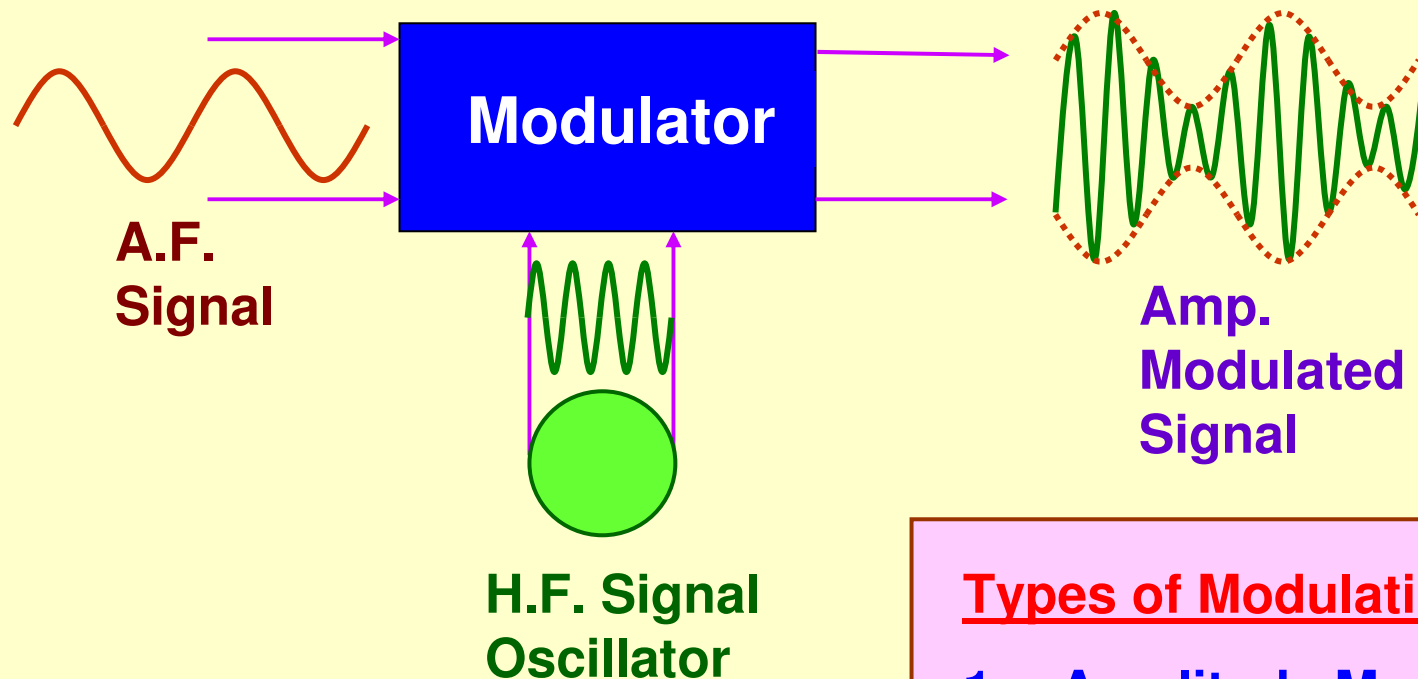 Modulator
A.F.
Signal
Amp.
Modulated
Signal
H.F. Signal
Oscillator
Types of Modulati